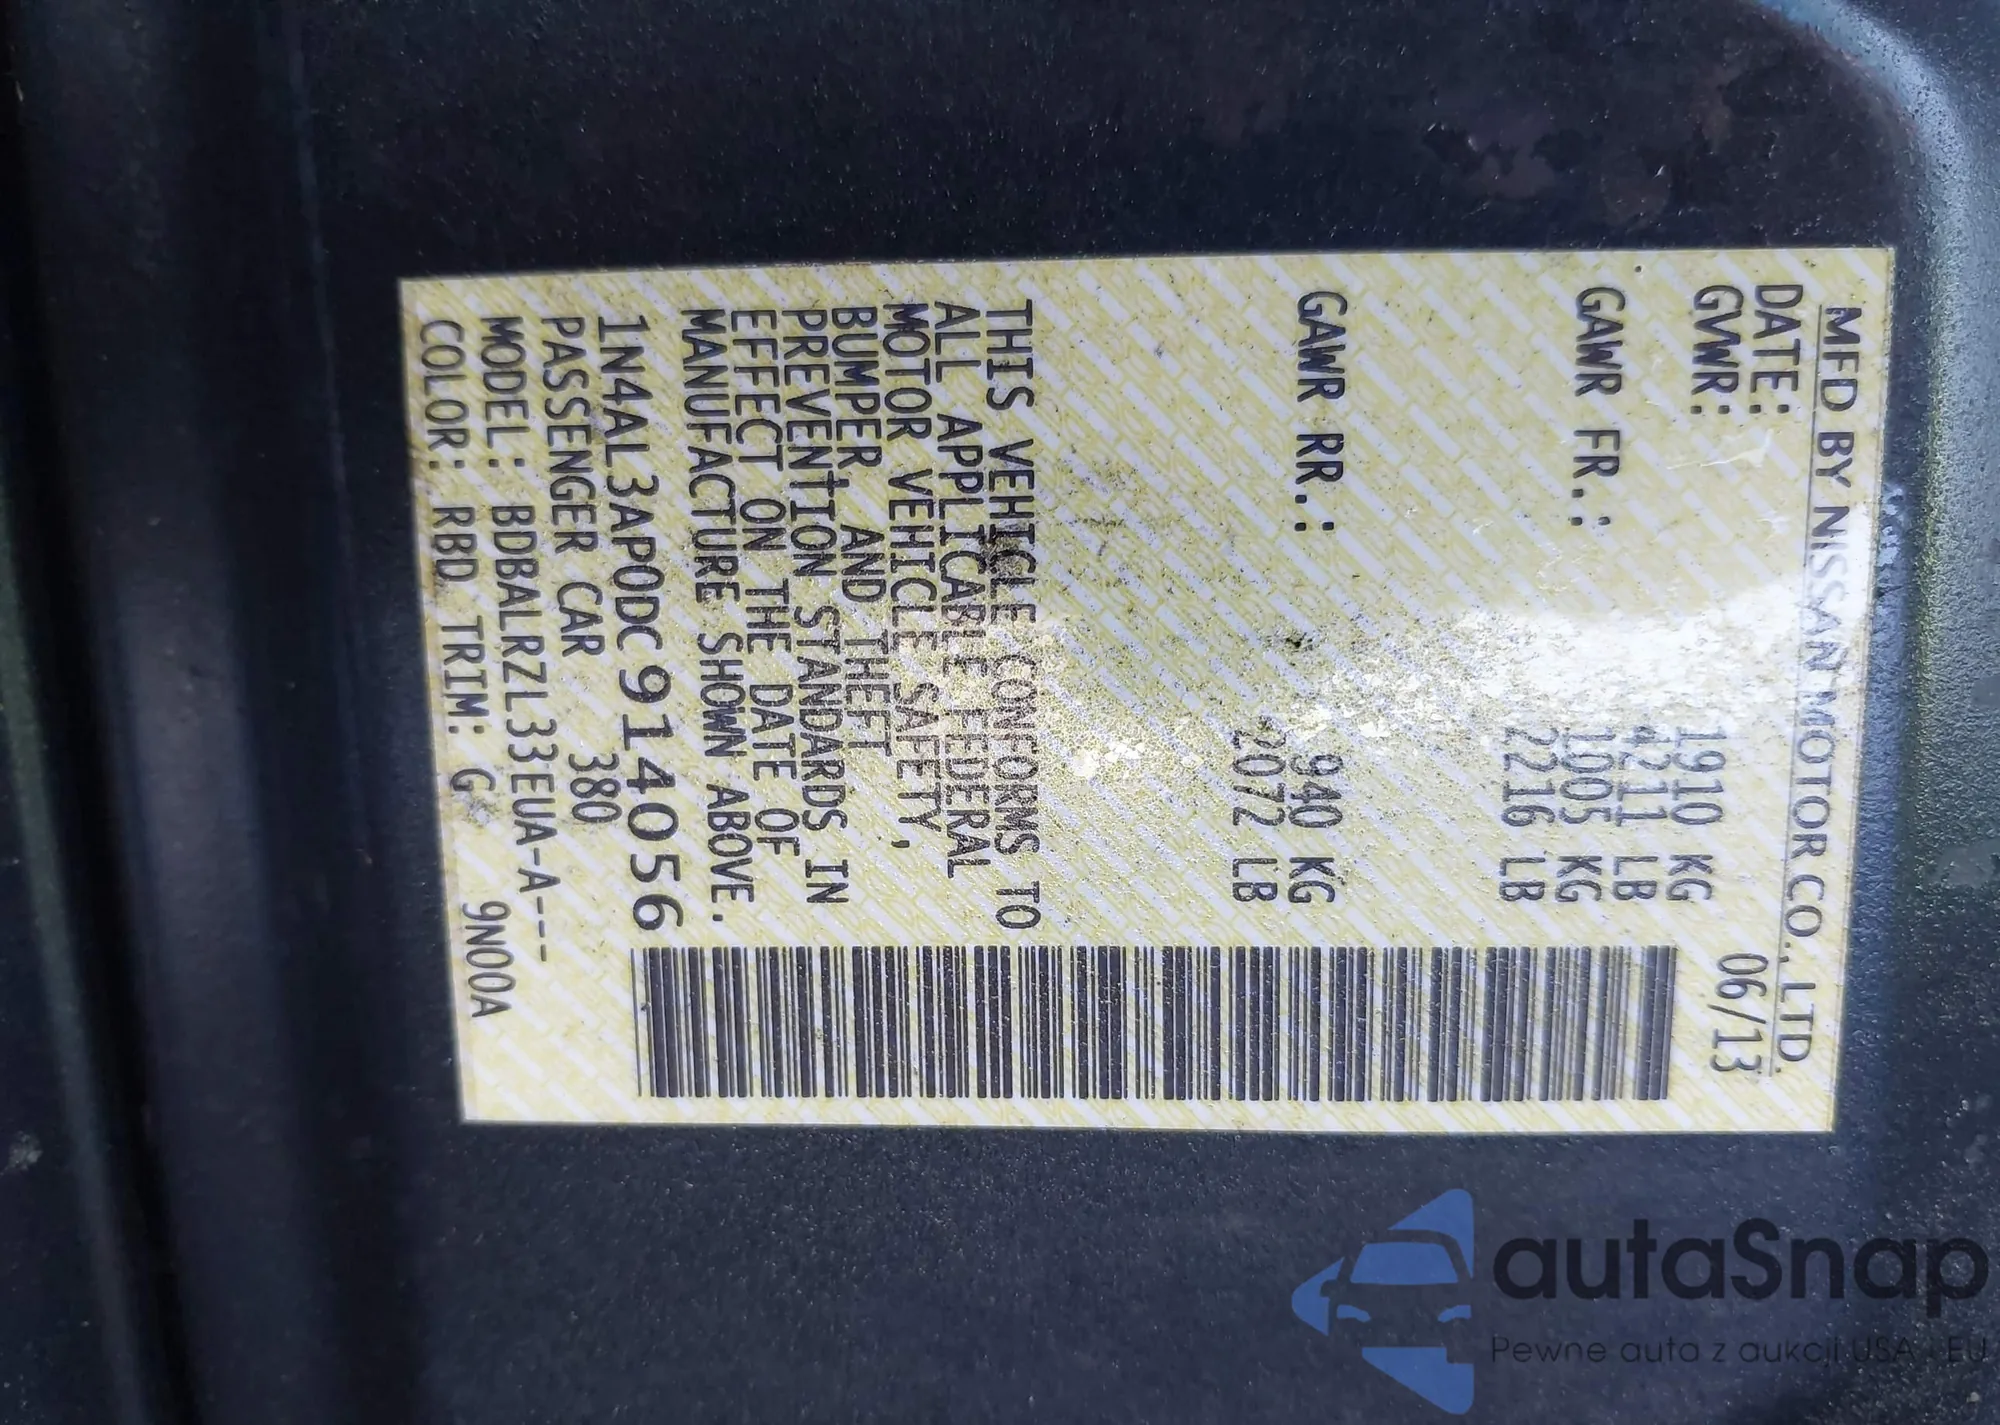 MFD BY NISSAN MOTOR CO., LTD.
DATE: 06/13
GVWR: 1910 KG
4211 LB
GAWR FR.: 1005 KG
2216 LB
GAWR RR.: 940 KG
2072 LB
THIS VEHICLE CONFORMS TO
ALL APPLICABLE FEDERAL
MOTOR VEHICLE SAFETY,
BUMPER, AND THEFT
PREVENTION STANDARDS IN
EFFECT ON THE DATE OF
MANUFACTURE SHOWN ABOVE.
1N4AL3AP0DC914056
PASSENGER CAR 380
MODEL: BDBALRZL33EUA-A---
COLOR: RBD TRIM: G 9N00A
autaSnap
Pewne auta z aukcji USA i EU